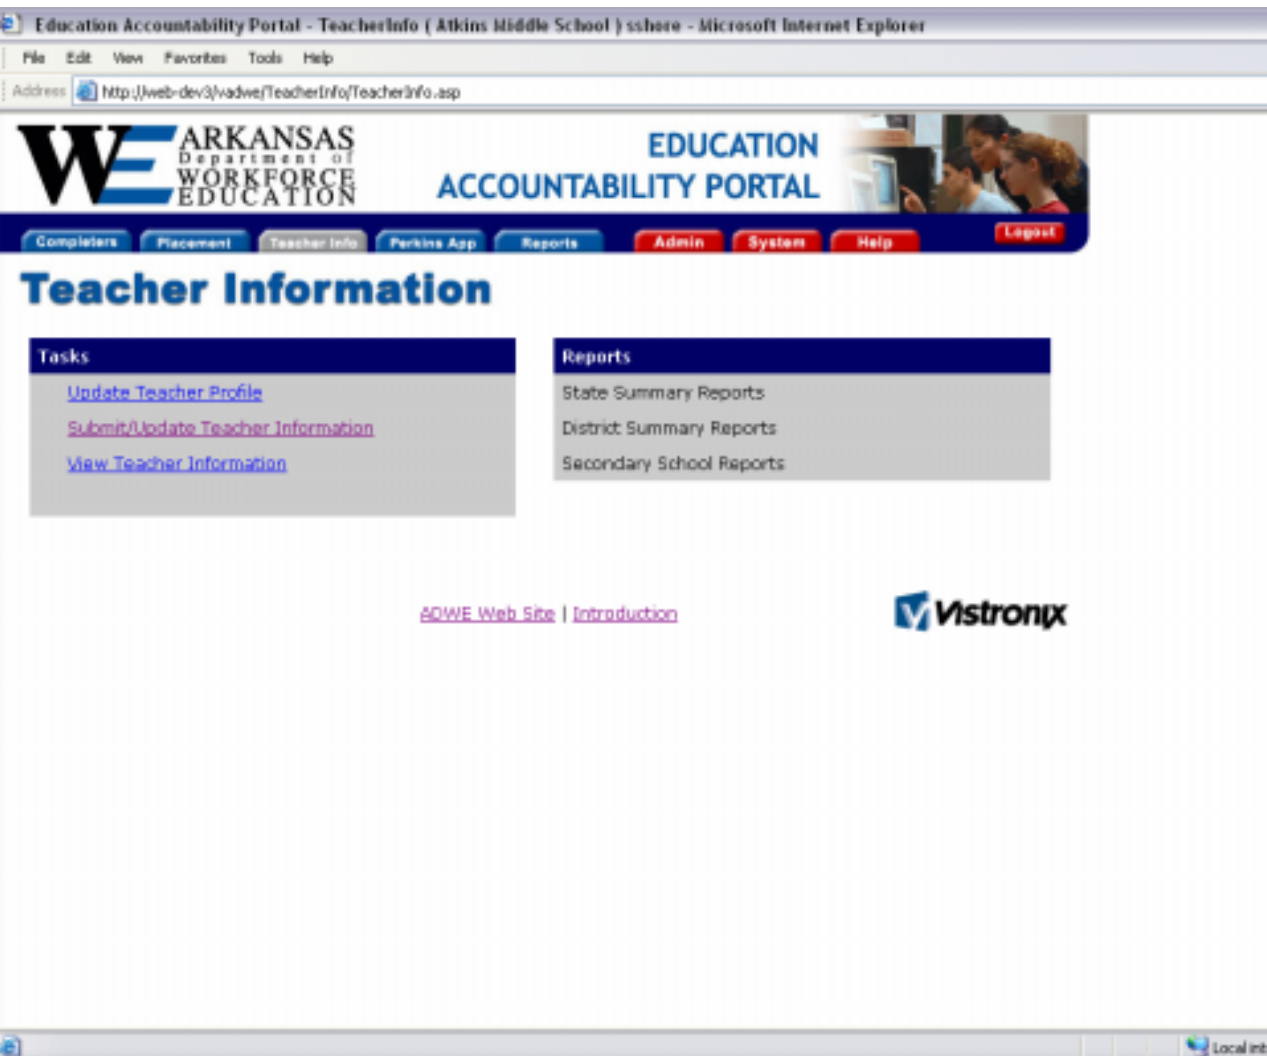 Education Accountability Portal - TeacherInfo ( Atkins Middle School ) sshore - Microsoft Internet Explorer
File Edit View Favorites Tools Help
Address http://web-dev3/vadwe/TeacherInfo/TeacherInfo.asp
WE ARKANSAS
Department of
WORKFORCE
EDUCATION
EDUCATION
ACCOUNTABILITY PORTAL
Completers Placement Teacher Info Perkins App Reports Admin System Help Logout
Teacher Information
Tasks
Update Teacher Profile
Submit/Update Teacher Information
View Teacher Information
Reports
State Summary Reports
District Summary Reports
Secondary School Reports
ADWE Web Site | Introduction
Vistronix
Local int